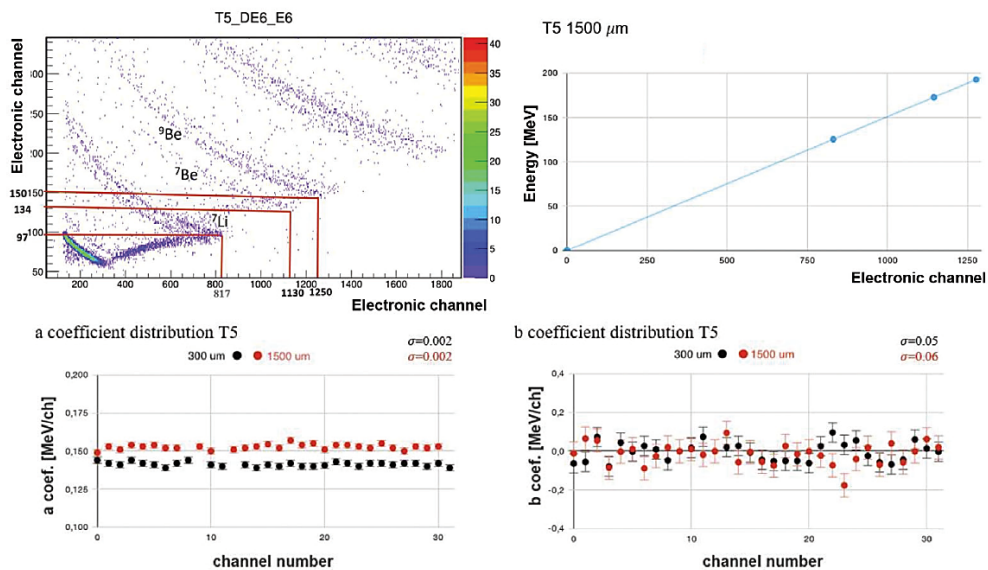 T5_DE6_E6
Electronic channel
50
100
150
200
50
97
134
150
⁹Be
⁷Be
⁷Li
200
400
600
800
1000
1200
1400
1600
1800
817
1130
1250
Electronic channel
0
5
10
15
20
25
30
35
40
T5 1500 μm
Energy [MeV]
200
150
100
50
0
0
250
500
750
1000
1250
Electronic channel
a coefficient distribution T5
σ=0.002
300 um
1500 um
σ=0.002
a coef. [MeV/ch]
0,200
0,175
0,150
0,125
0,100
0
10
20
30
channel number
b coefficient distribution T5
σ=0.05
300 um
1500 um
σ=0.06
b coef. [MeV/ch]
0,4
0,2
0,0
-0,2
-0,4
0
10
20
30
channel number